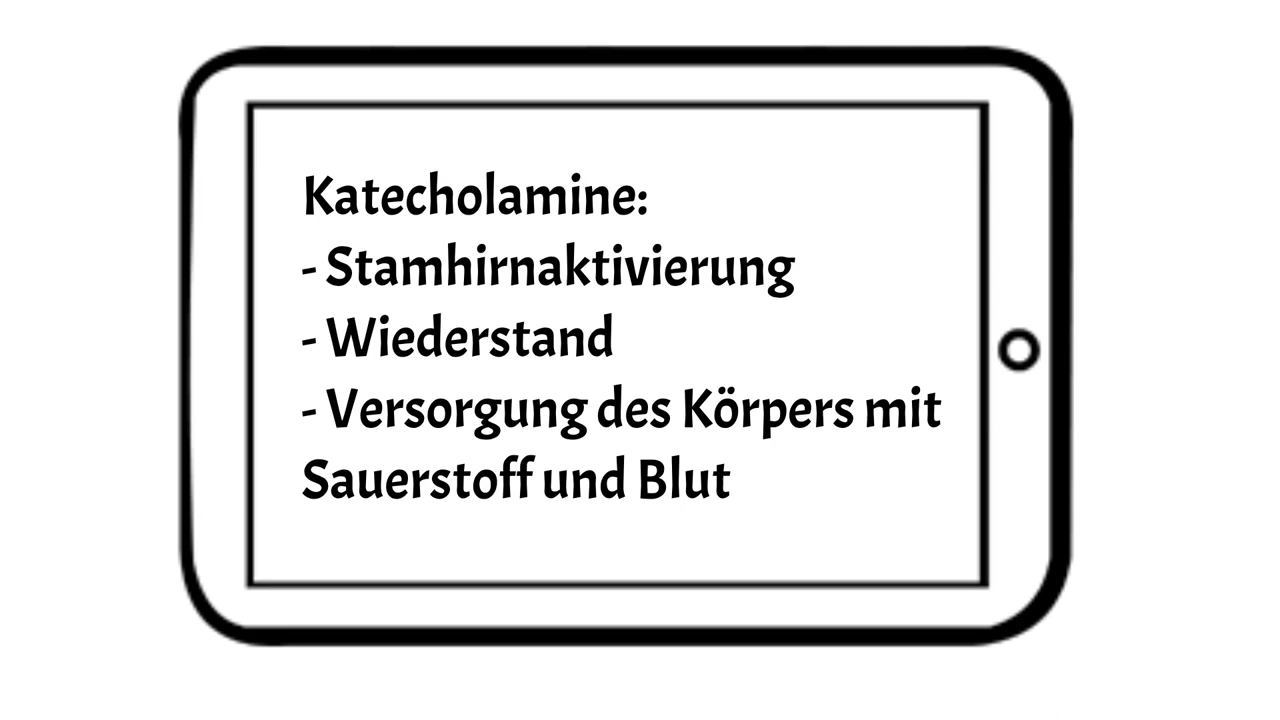 Katecholamine:
- Stamhirnaktivierung
- Wiederstand
- Versorgung des Körpers mit
Sauerstoff und Blut